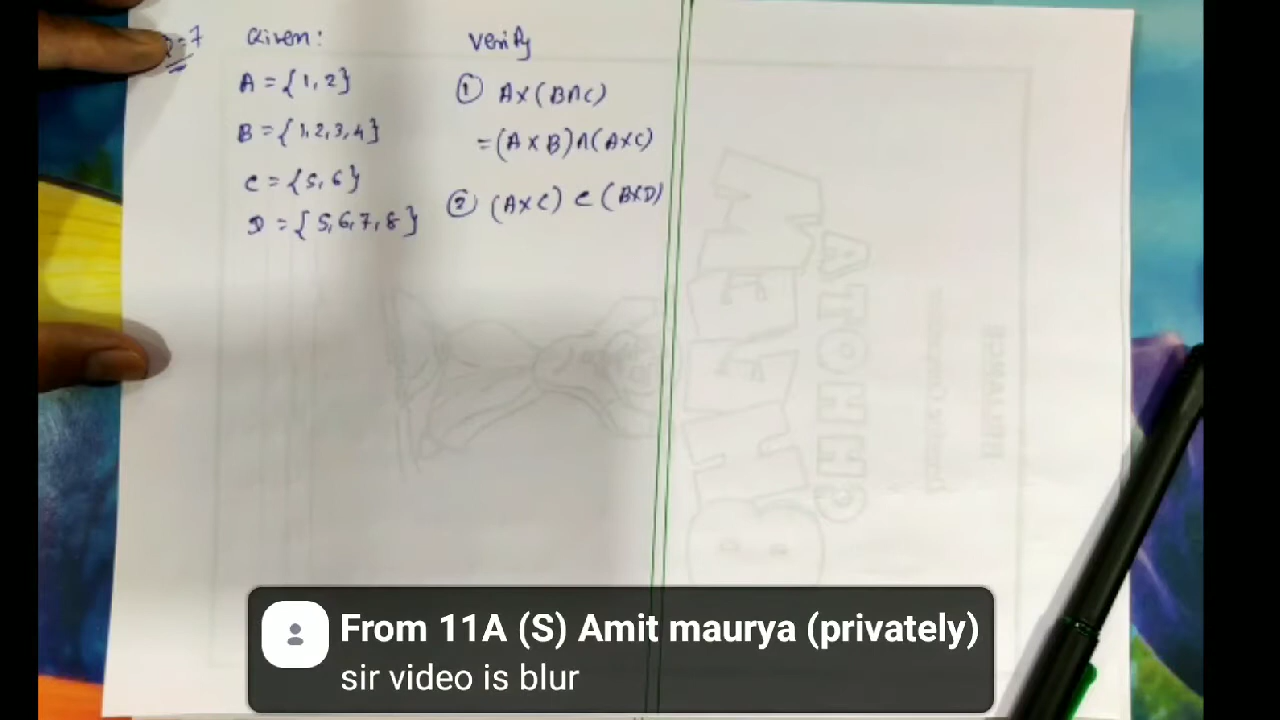 7 Given:
A = {1,2}
B = {1,2,3,4}
C = {5,6}
D = {5,6,7,8}
Verify
① A×(B∩C)
=(A×B)∩(A×C)
② (A×C) ⊂ (B×D)
From 11A (S) Amit maurya (privately)
sir video is blur